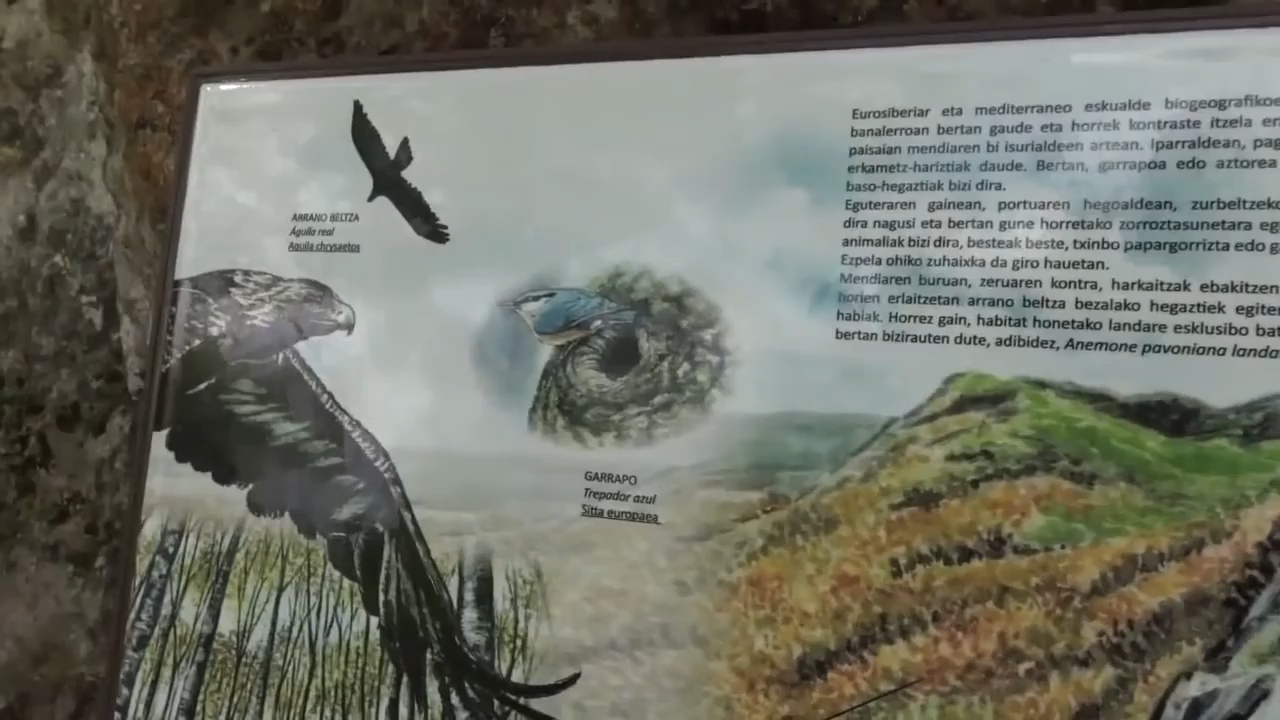 ARRANO BELTZA
Águila real
Aquila chrysaetos
GARRAPO
Trepador azul
Sitta europaea
Eurosiberiar eta mediterraneo eskualde biogeografikoe
banalerroan bertan gaude eta horrek kontraste itzela
paisaian mendiaren bi isurialdeen artean. Iparraldean,
erkametz-hariztiak daude. Bertan, garrapoa edo aztorea
baso-hegaztiak bizi dira.
Eguteraren gainean, portuaren hegoaldean, zurbeltzeko
dira nagusi eta bertan gune horretako zorroztasunetara
animaliak bizi dira, besteak beste, txinbo papargorrizta edo
Ezpela ohiko zuhaixka da giro hauetan.
Mendiaren buruan, zeruaren kontra, harkaitzak ebakitzen
horien erlaitzetan arrano beltza bezalako hegaztiek
habiak. Horrez gain, habitat honetako landare esklusibo
bertan bizirauten dute, adibidez, Anemone pavoniana